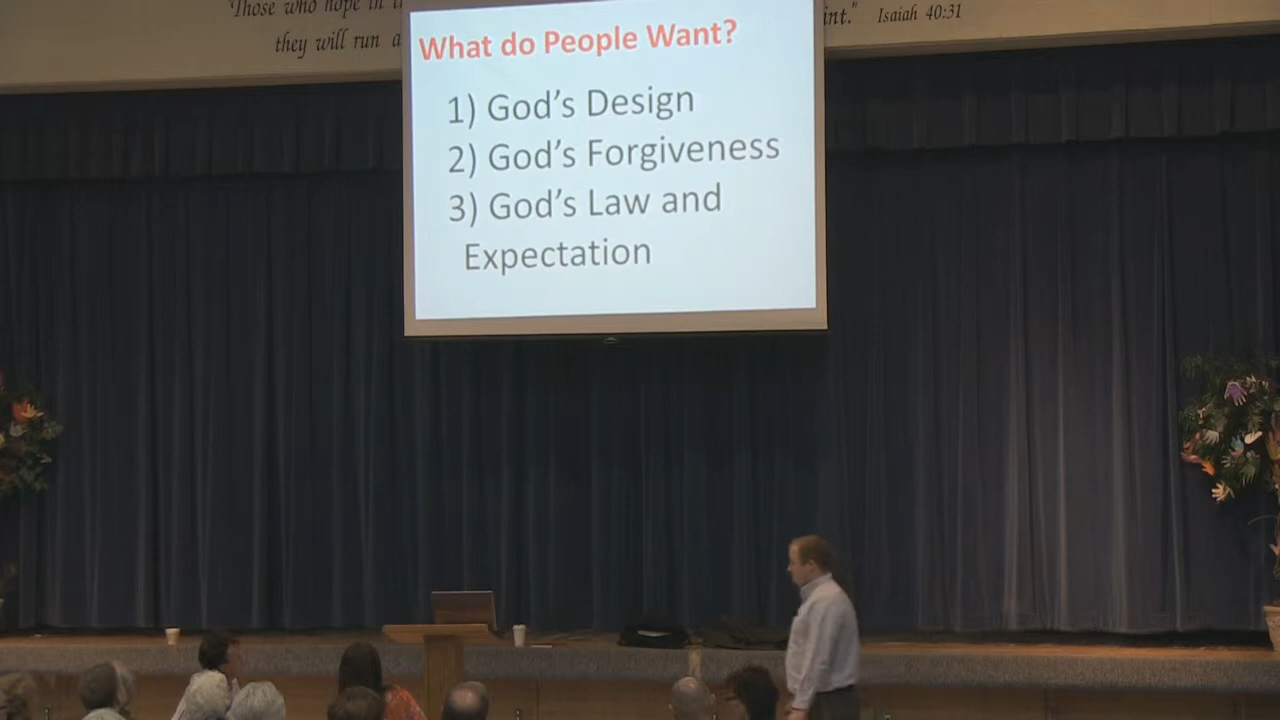 "Those who hope in
int." Isaiah 40:31
they will run a
What do People Want?
1) God's Design
2) God's Forgiveness
3) God's Law and
Expectation